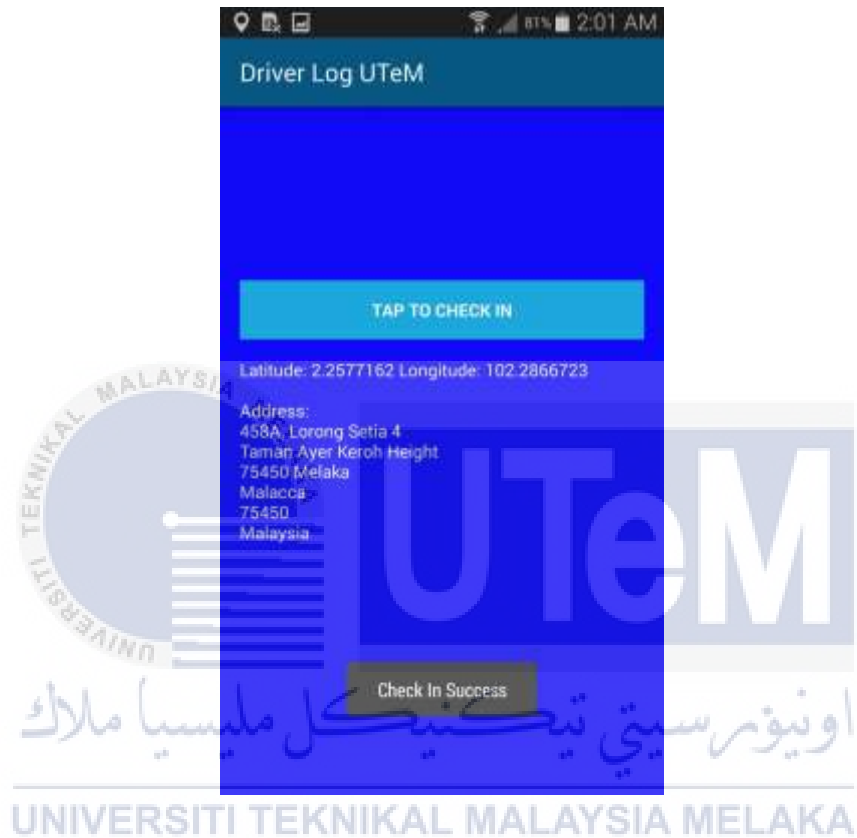 81% 2:01 AM
Driver Log UTeM
TAP TO CHECK IN
Latitude: 2.2577162 Longitude: 102.2866723
Address:
458A, Lorong Setia 4
Taman Ayer Keroh Height
75450 Melaka
Malacca
75450
Malaysia
Check In Success
UNIVERSITI TEKNIKAL MALAYSIA
UTeM
اونيۏرسيتي تيكنيكل مليسيا ملاك
UNIVERSITI TEKNIKAL MALAYSIA MELAKA